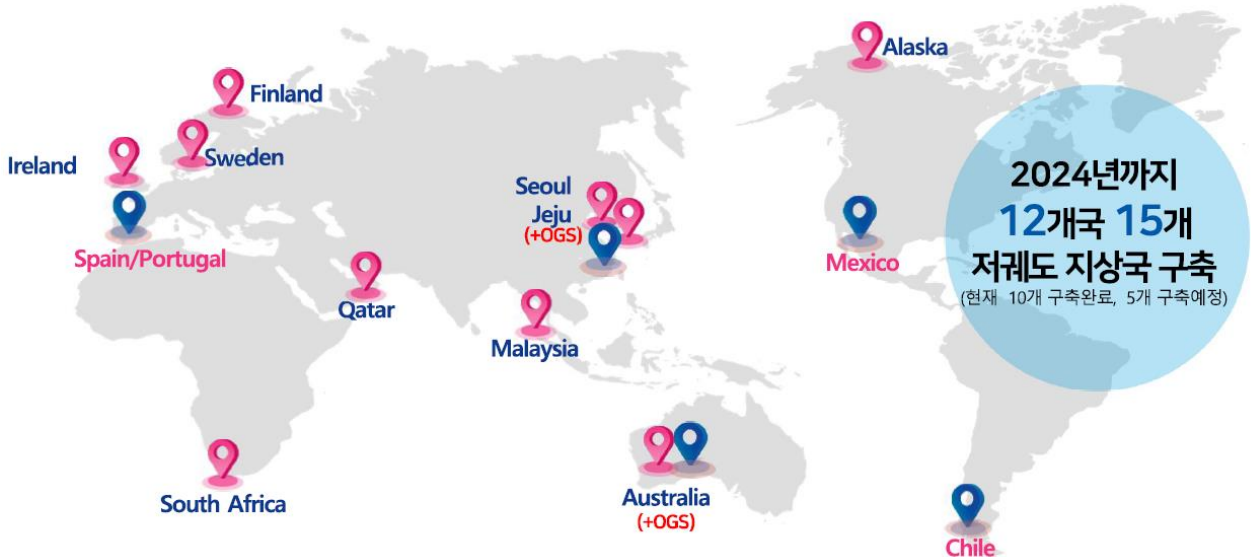 Alaska
Finland
Sweden
Ireland
Seoul
Jeju
(+OGS)
Spain/Portugal
Qatar
Malaysia
Mexico
2024년까지
12개국 15개
저궤도 지상국 구축
(현재 10개 구축완료, 5개 구축예정)
South Africa
Australia
(+OGS)
Chile